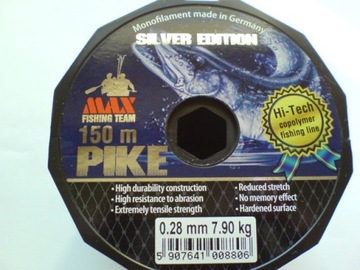 Monofilament made in Germany
SILVER EDITION
MAX
FISHING TEAM
150 m
PIKE
Hi-Tech
copolymer
fishing line
• High durability construction
• High resistance to abrasion
• Extremely tensile strength
• Reduced stretch
• No memory effect
• Hardened surface
0.28 mm 7.90 kg
5 907641 008806